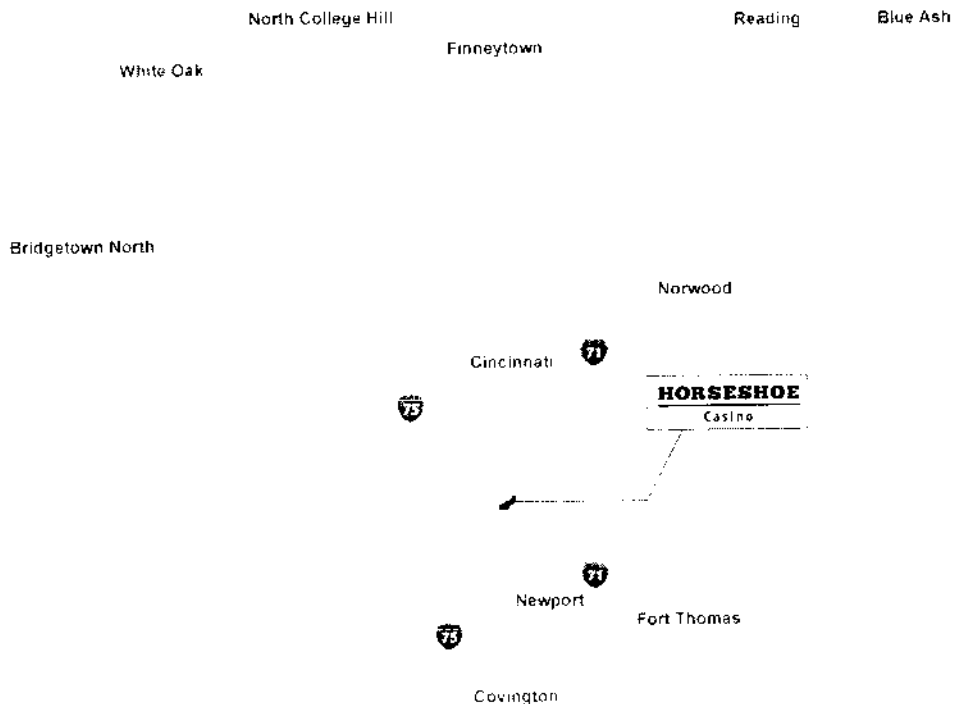 North College Hill
Reading
Blue Ash
Finneytown
White Oak
Bridgetown North
Norwood
71
Cincinnati
HORSESHOE
Casino
75
71
Newport
Fort Thomas
75
Covington